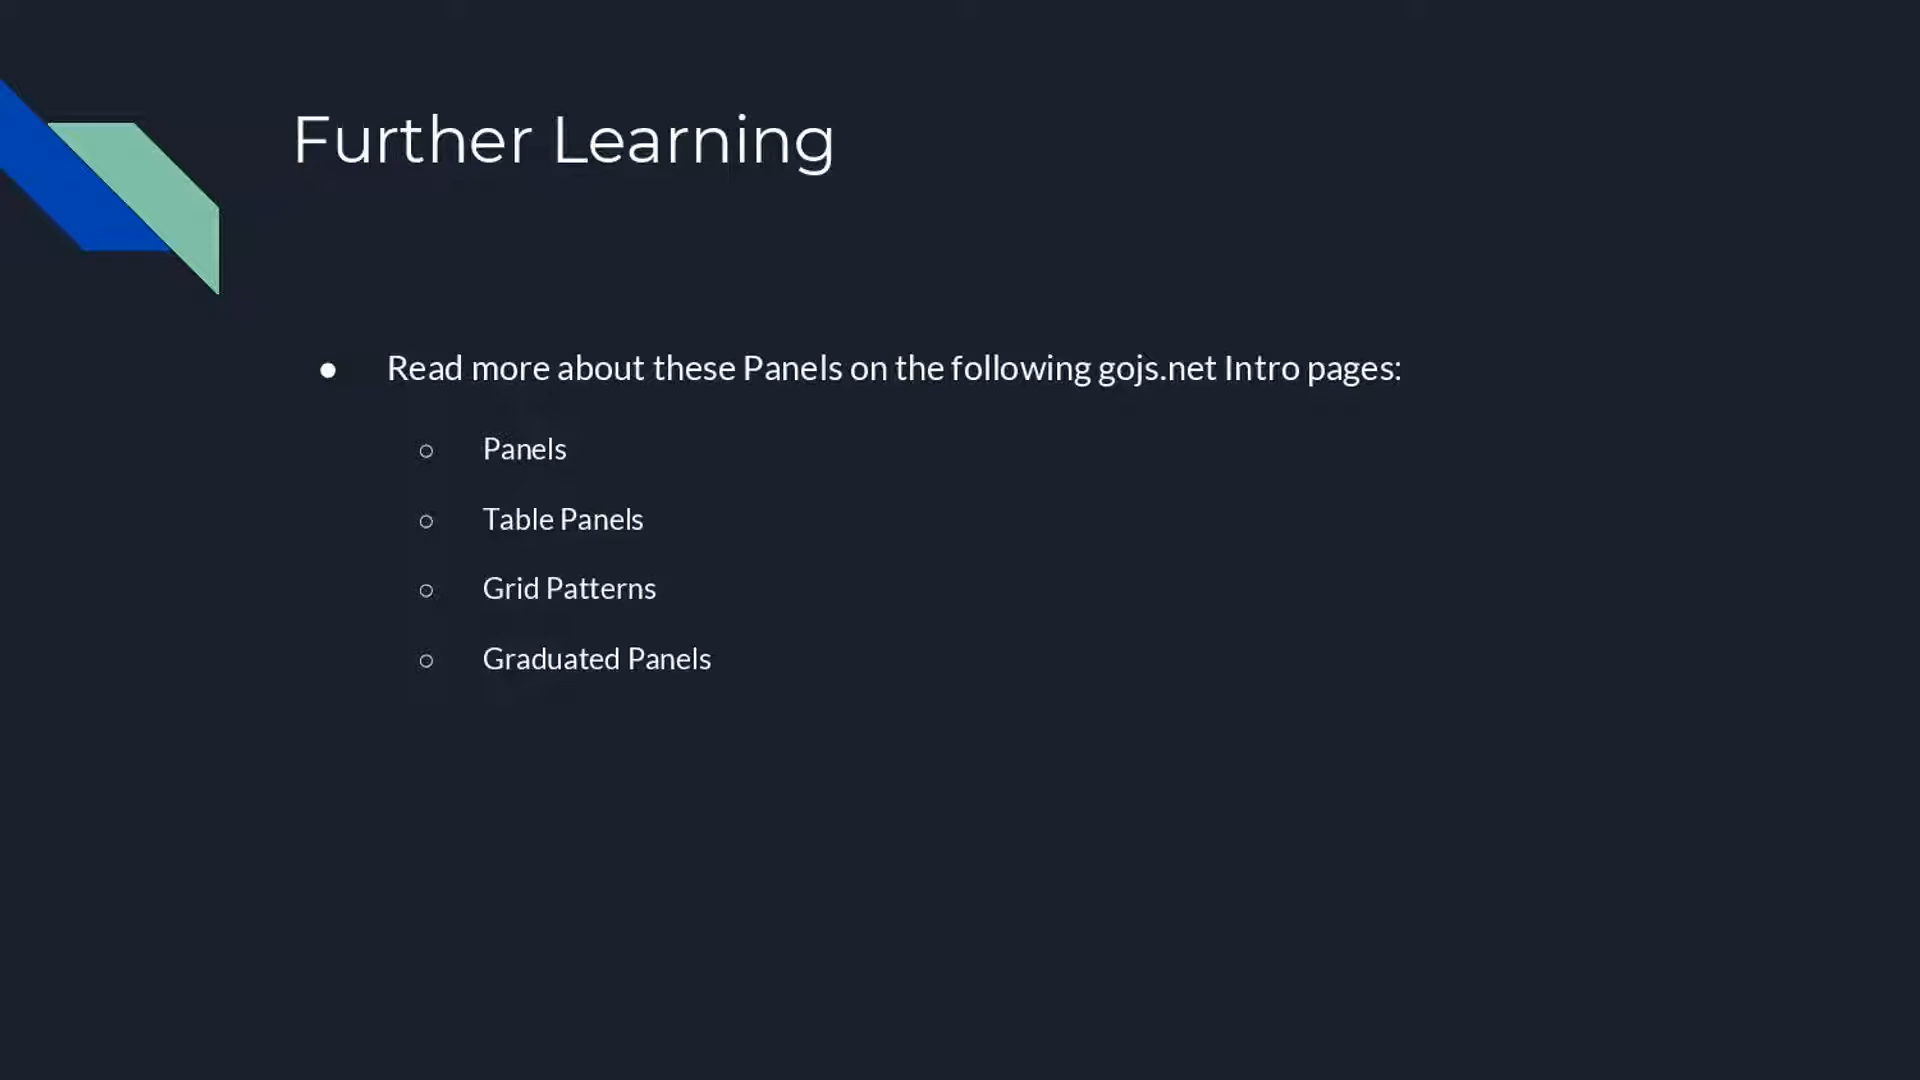 Further Learning
● Read more about these Panels on the following gojs.net Intro pages:
○ Panels
○ Table Panels
○ Grid Patterns
○ Graduated Panels